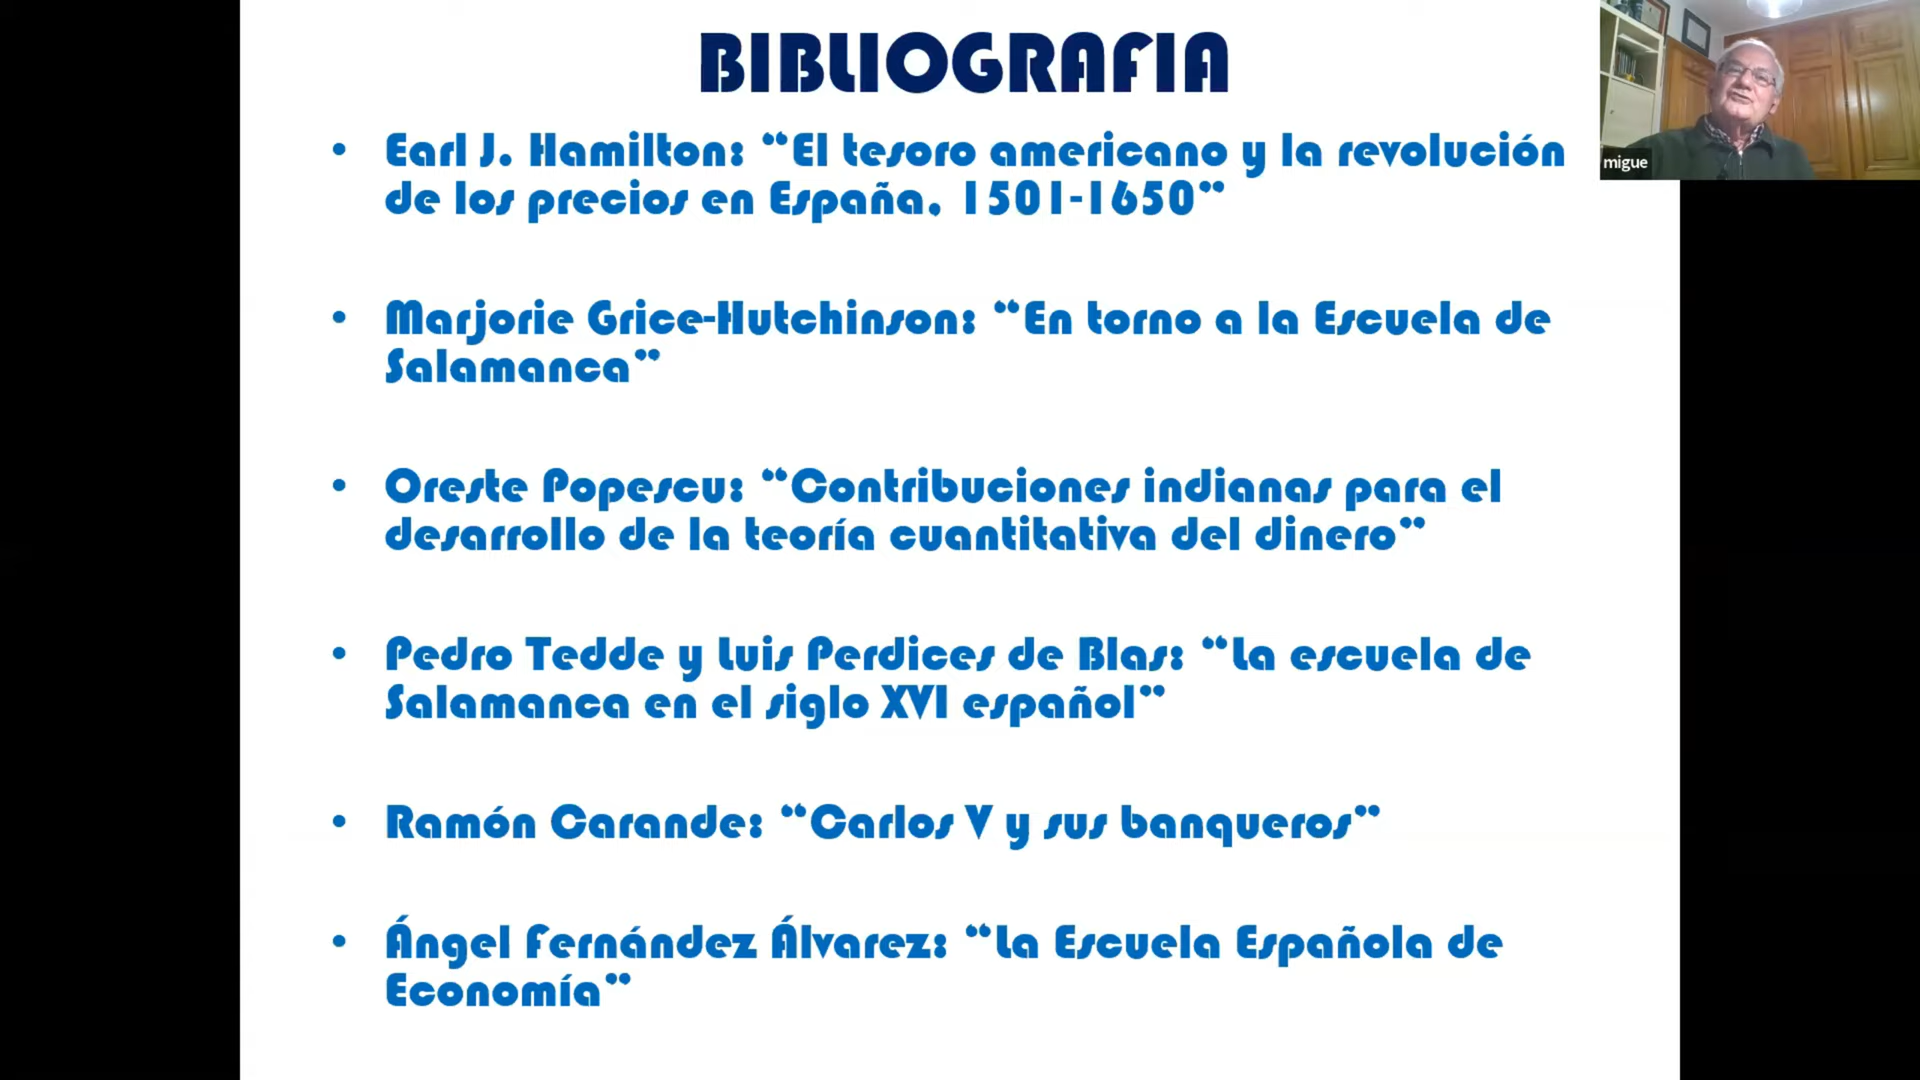 BIBLIOGRAFIA
• Earl J. Hamilton: “El tesoro americano y la revolución
de los precios en España, 1501-1650”
• Marjorie Grice-Hutchinson: “En torno a la Escuela de
Salamanca”
• Oreste Popescu: “Contribuciones indianas para el
desarrollo de la teoría cuantitativa del dinero”
• Pedro Tedde y Luis Perdices de Blas: “La escuela de
Salamanca en el siglo XVI español”
• Ramón Carande: “Carlos V y sus banqueros”
• Ángel Fernández Álvarez: “La Escuela Española de
Economía”
migue